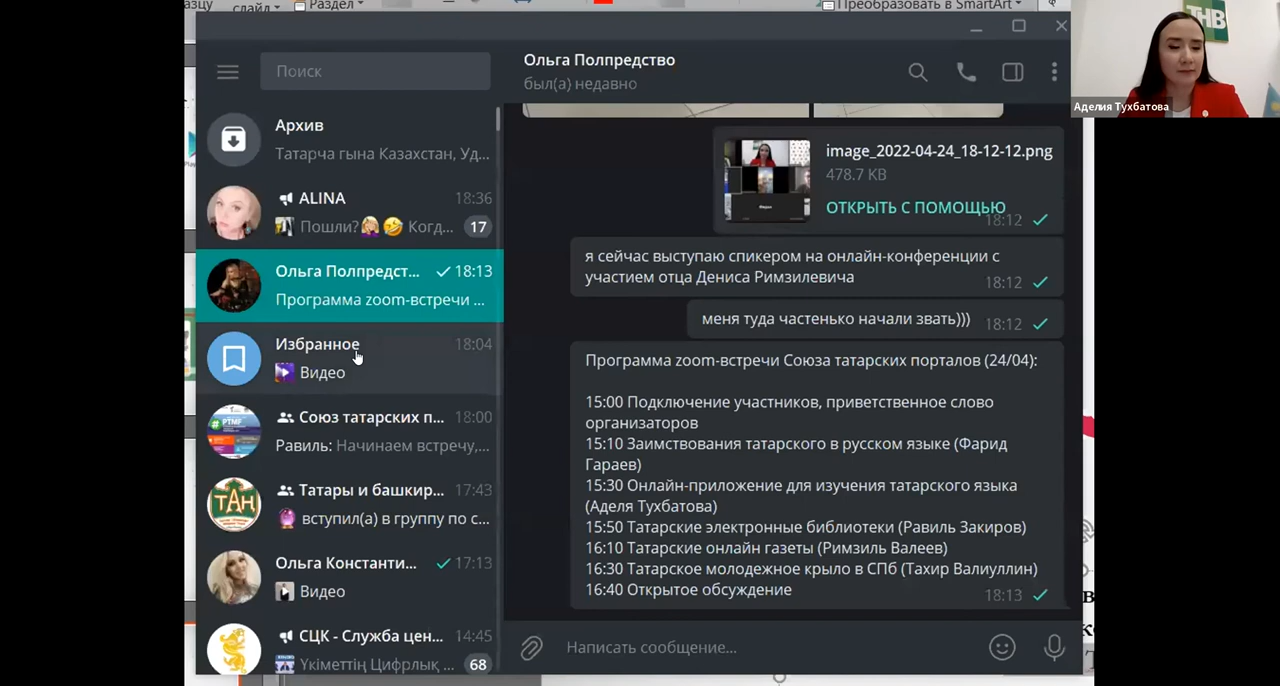 слайд
Раздел
Преобразовать в SmartArt
ТНВ
Аделия Тухбатова
Поиск
Архив
Татарча гына Казахстан, Уд...
ALINA 18:36
Пошли? Когд... 17
Ольга Полпредст... 18:13
Программа zoom-встречи ...
Избранное 18:04
Видео
Союз татарских п... 18:00
Равиль: Начинаем встречу,...
Татары и башкир... 17:43
вступил(а) в группу по с...
Ольга Константи... 17:13
Видео
СЦК - Служба цен... 14:45
Үкіметтің Цифрлық ... 68
Ольга Полпредство
был(а) недавно
image_2022-04-24_18-12-12.png
478.7 KB
ОТКРЫТЬ С ПОМОЩЬЮ
18:12
я сейчас выступаю спикером на онлайн-конференции с
участием отца Дениса Римзилевича
18:12
меня туда частенько начали звать))) 18:12
Программа zoom-встречи Союза татарских порталов (24/04):
15:00 Подключение участников, приветственное слово
организаторов
15:10 Заимствования татарского в русском языке (Фарид
Гараев)
15:30 Онлайн-приложение для изучения татарского языка
(Аделя Тухбатова)
15:50 Татарские электронные библиотеки (Равиль Закиров)
16:10 Татарские онлайн газеты (Римзиль Валеев)
16:30 Татарское молодежное крыло в СПб (Тахир Валиуллин)
16:40 Открытое обсуждение
18:13
Написать сообщение...